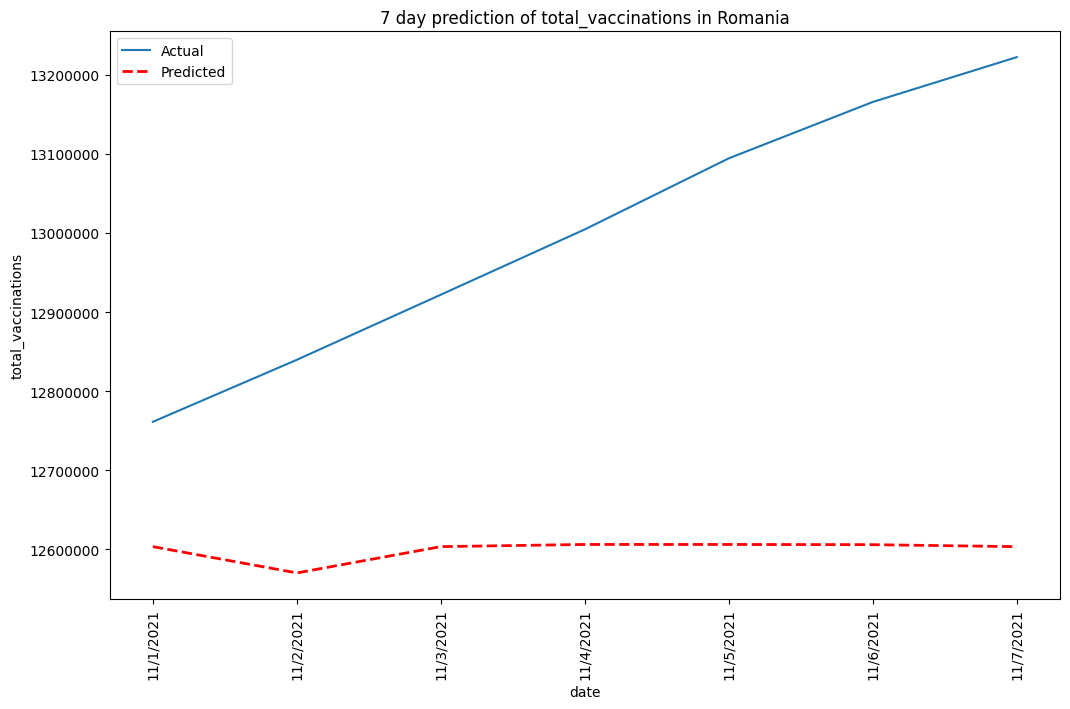 7 day prediction of total_vaccinations in Romania
Actual
Predicted
13200000
13100000
13000000
12900000
12800000
12700000
12600000
total_vaccinations
11/1/2021
11/2/2021
11/3/2021
11/4/2021
11/5/2021
11/6/2021
11/7/2021
date